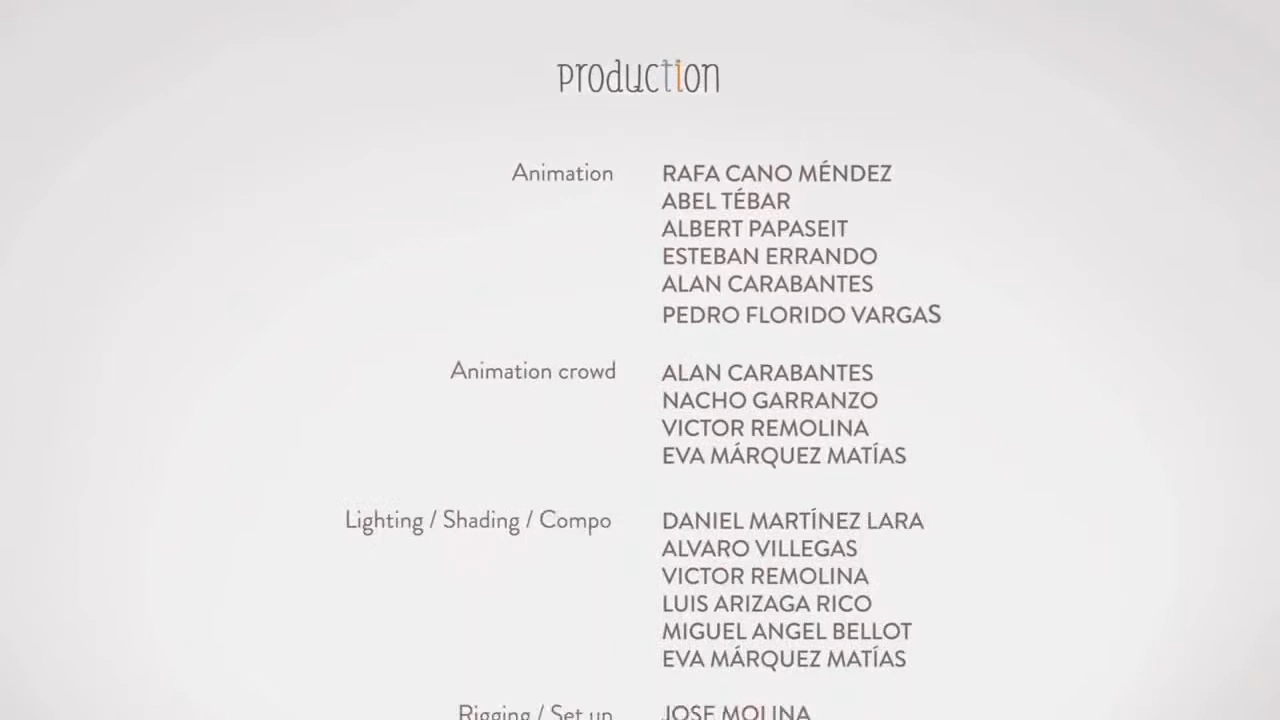 production
Animation RAFA CANO MÉNDEZ
ABEL TÉBAR
ALBERT PAPASEIT
ESTEBAN ERRANDO
ALAN CARABANTES
PEDRO FLORIDO VARGAS
Animation crowd ALAN CARABANTES
NACHO GARRANZO
VICTOR REMOLINA
EVA MÁRQUEZ MATÍAS
Lighting / Shading / Compo DANIEL MARTÍNEZ LARA
ALVARO VILLEGAS
VICTOR REMOLINA
LUIS ARIZAGA RICO
MIGUEL ANGEL BELLOT
EVA MÁRQUEZ MATÍAS
Rigging / Set up JOSE MOLINA